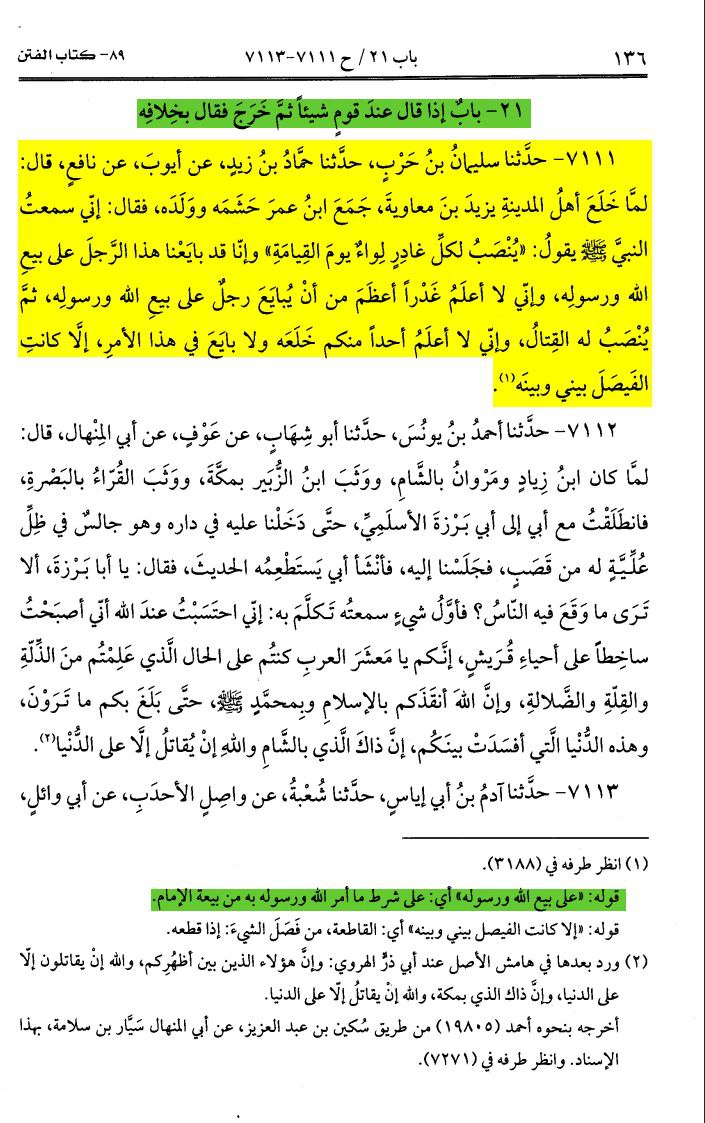 ١٣٦
باب ٢١/ ح ٧١١١-٧١١٣
٨٩- كتاب الفتن
٢١- بابٌ إذا قال عندَ قومٍ شيئاً ثمَّ خَرَجَ فقال بخِلافِه
٧١١١- حدَّثنا سليمانُ بنُ حَرْبٍ، حدَّثنا حمَّادُ بنُ زيدٍ، عن أيوبَ، عن نافعٍ، قال:
لمَّا خَلَعَ أهلُ المدينةِ يزيدَ بنَ معاويةَ، جَمَعَ ابنُ عمرَ حَشَمَه ووَلَدَه، فقال: إنّي سمعتُ
النبيَّ ﷺ يقولُ: «يُنْصَبُ لكلِّ غادِرٍ لِواءٌ يومَ القِيامَةِ» وإنّا قد بايَعْنا هذا الرَّجلَ على بيعِ
الله ورسولِه، وإنّي لا أعلَمُ غَدْراً أعظَمَ من أنْ يُبايَعَ رجلٌ على بيعِ الله ورسولِه، ثمَّ
يُنْصَبُ له القِتالُ، وإنّي لا أعلَمُ أحداً منكم خَلَعَه ولا بايَعَ في هذا الأمرِ، إلَّا كانتِ
الفَيصَلَ بيني وبينَه(١).
٧١١٢- حدَّثنا أحمدُ بنُ يونُسَ، حدَّثنا أبو شِهَابٍ، عن عَوْفٍ، عن أبي المِنْهال، قال:
لمَّا كان ابنُ زيادٍ ومَرْوانُ بالشَّامِ، ووَثَبَ ابنُ الزُّبَير بمكَّةَ، ووَثَبَ القُرّاءُ بالبَصْرةِ،
فانطَلَقْتُ مع أبي إلى أبي بَرْزةَ الأسلَميِّ، حتَّى دَخَلْنا عليه في داره وهو جالسٌ في ظِلِّ
عُلِّيَّةٍ له من قَصَبٍ، فجَلَسْنا إليه، فأنْشَأ أبي يَستَطْعِمُه الحديثَ، فقال: يا أبا بَرْزةَ، ألا
تَرَى ما وَقَعَ فيه النّاسُ؟ فأوَّلُ شيءٍ سمعتُه تَكلَّمَ به: إنّي احتَسَبْتُ عندَ الله أنّي أصبَحْتُ
ساخِطاً على أحياءِ قُرَيشٍ، إنَّكم يا مَعشَرَ العربِ كنتُم على الحال الَّذي عَلِمْتُم منَ الذِّلّةِ
والقِلّةِ والضَّلالةِ، وإنَّ اللهَ أنقَذَكم بالإسلامِ وبِمحمَّدٍ ﷺ، حتَّى بَلَغَ بكم ما تَرَوْنَ،
وهذه الدُّنْيا الَّتي أفسَدَتْ بينَكُم، إنَّ ذاكَ الَّذي بالشَّامِ واللهِ إنْ يُقاتلُ إلَّا على الدُّنْيا(٢).
٧١١٣- حدَّثنا آدمُ بنُ أبي إياسٍ، حدَّثنا شُعْبةُ، عن واصِلٍ الأحدَبِ، عن أبي وائلٍ،
(١) انظر طرفه في (٣١٨٨).
قوله: «على بيع الله ورسوله» أي: على شرط ما أمر الله ورسوله به من بيعة الإمام.
قوله: «إلا كانت الفيصل بيني وبينه» أي: القاطعة، من فَصَلَ الشيءَ: إذا قطعه.
(٢) ورد بعدها في هامش الأصل عند أبي ذرٍّ الهروي: وإنَّ هؤلاء الذين بين أظهُركم، والله إنْ يقاتلون إلّا
على الدنيا، وإنَّ ذاك الذي بمكة، والله إنْ يقاتلُ إلّا على الدنيا.
أخرجه بنحوه أحمد (١٩٨٠٥) من طريق سُكين بن عبد العزيز، عن أبي المنهال سَيَّار بن سلامة، بهذا
الإسناد. وانظر طرفه في (٧٢٧١).